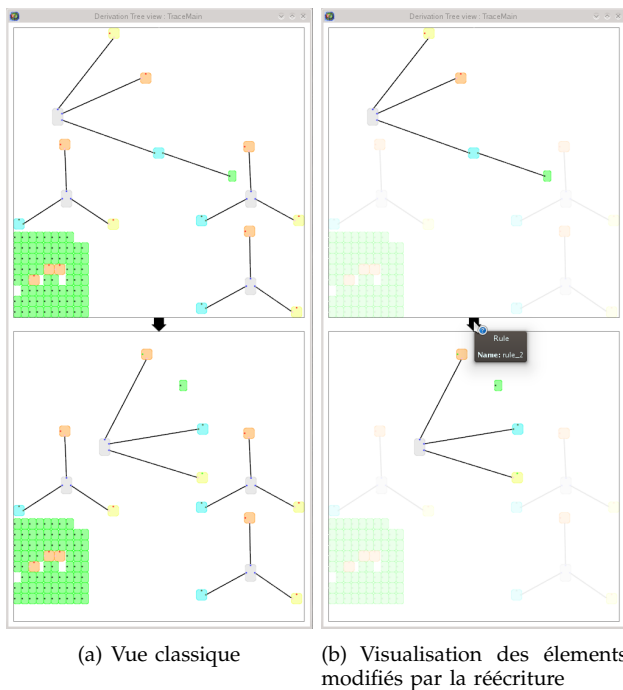 Derivation Tree view : TraceMain
Derivation Tree view : TraceMain
Rule
Name: rule_2
(a) Vue classique
(b) Visualisation des élements
modifiés par la réécriture